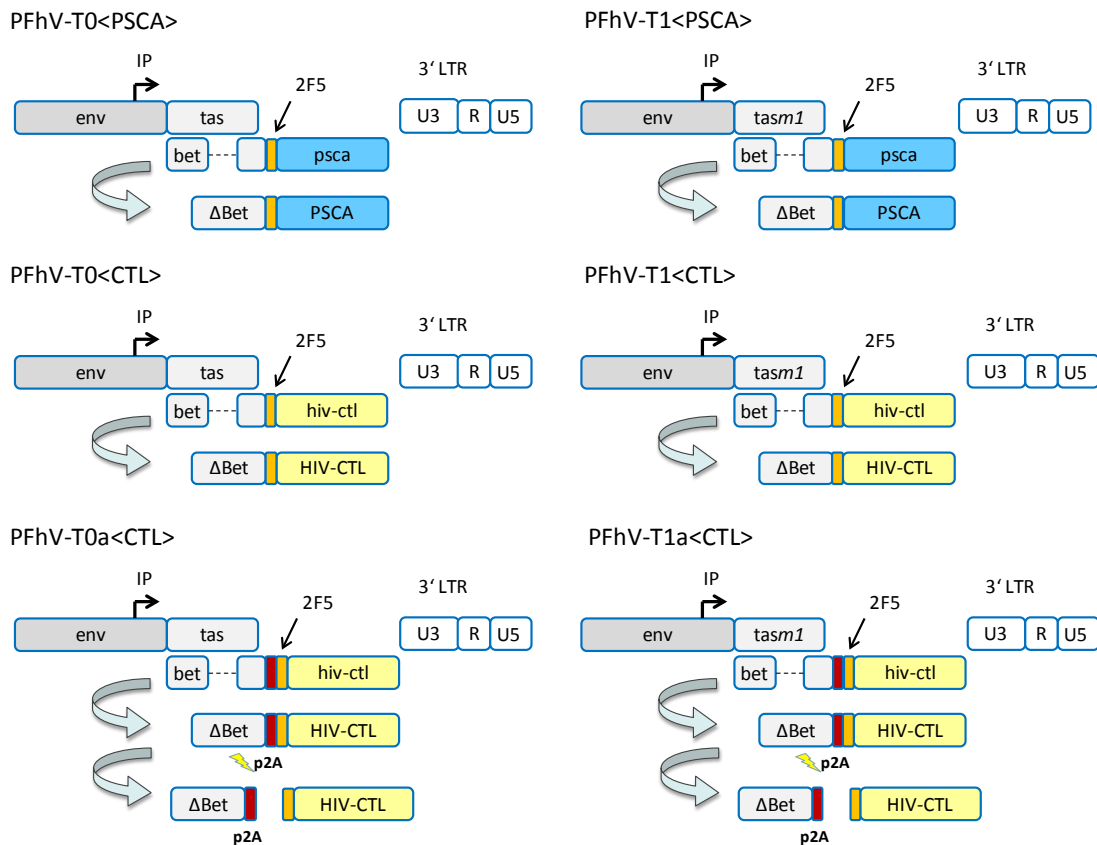 PFhV-T0<PSCA>
IP
2F5
3‘ LTR
env
tas
U3
R
U5
bet
psca
ΔBet
PSCA
PFhV-T1<PSCA>
IP
2F5
3‘ LTR
env
tasm1
U3
R
U5
bet
psca
ΔBet
PSCA
PFhV-T0<CTL>
IP
2F5
3‘ LTR
env
tas
U3
R
U5
bet
hiv-ctl
ΔBet
HIV-CTL
PFhV-T1<CTL>
IP
2F5
3‘ LTR
env
tasm1
U3
R
U5
bet
hiv-ctl
ΔBet
HIV-CTL
PFhV-T0a<CTL>
IP
2F5
3‘ LTR
env
tas
U3
R
U5
bet
hiv-ctl
ΔBet
HIV-CTL
p2A
ΔBet
HIV-CTL
p2A
PFhV-T1a<CTL>
IP
2F5
3‘ LTR
env
tasm1
U3
R
U5
bet
hiv-ctl
ΔBet
HIV-CTL
p2A
ΔBet
HIV-CTL
p2A